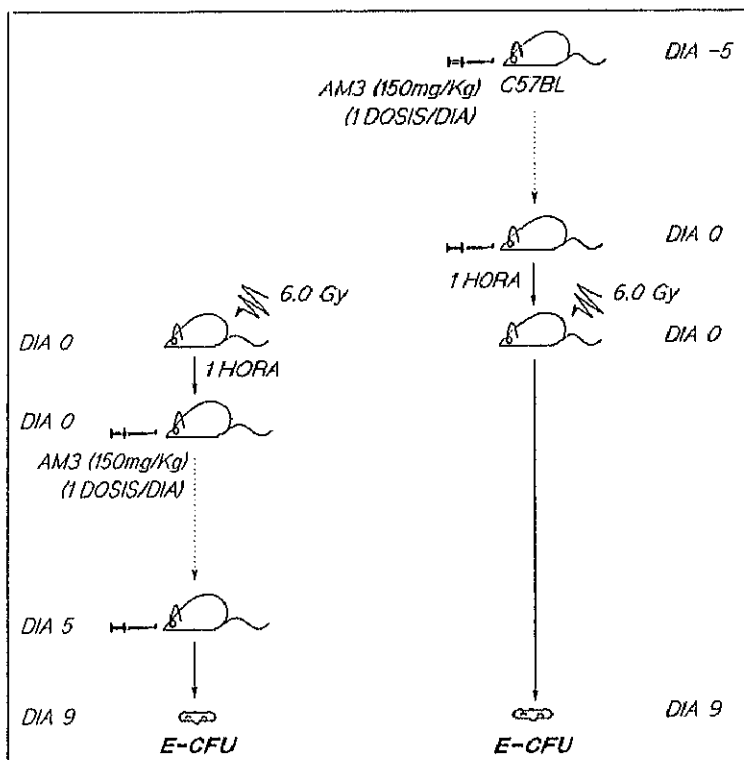 DIA -5
AM3 (150mg/Kg)
C57BL
(1 DOSIS/DIA)
DIA 0
1 HORA
6.0 Gy
DIA 0
6.0 Gy
DIA 0
1 HORA
DIA 0
AM3 (150mg/Kg)
(1 DOSIS/DIA)
DIA 5
DIA 9
E-CFU
DIA 9
E-CFU